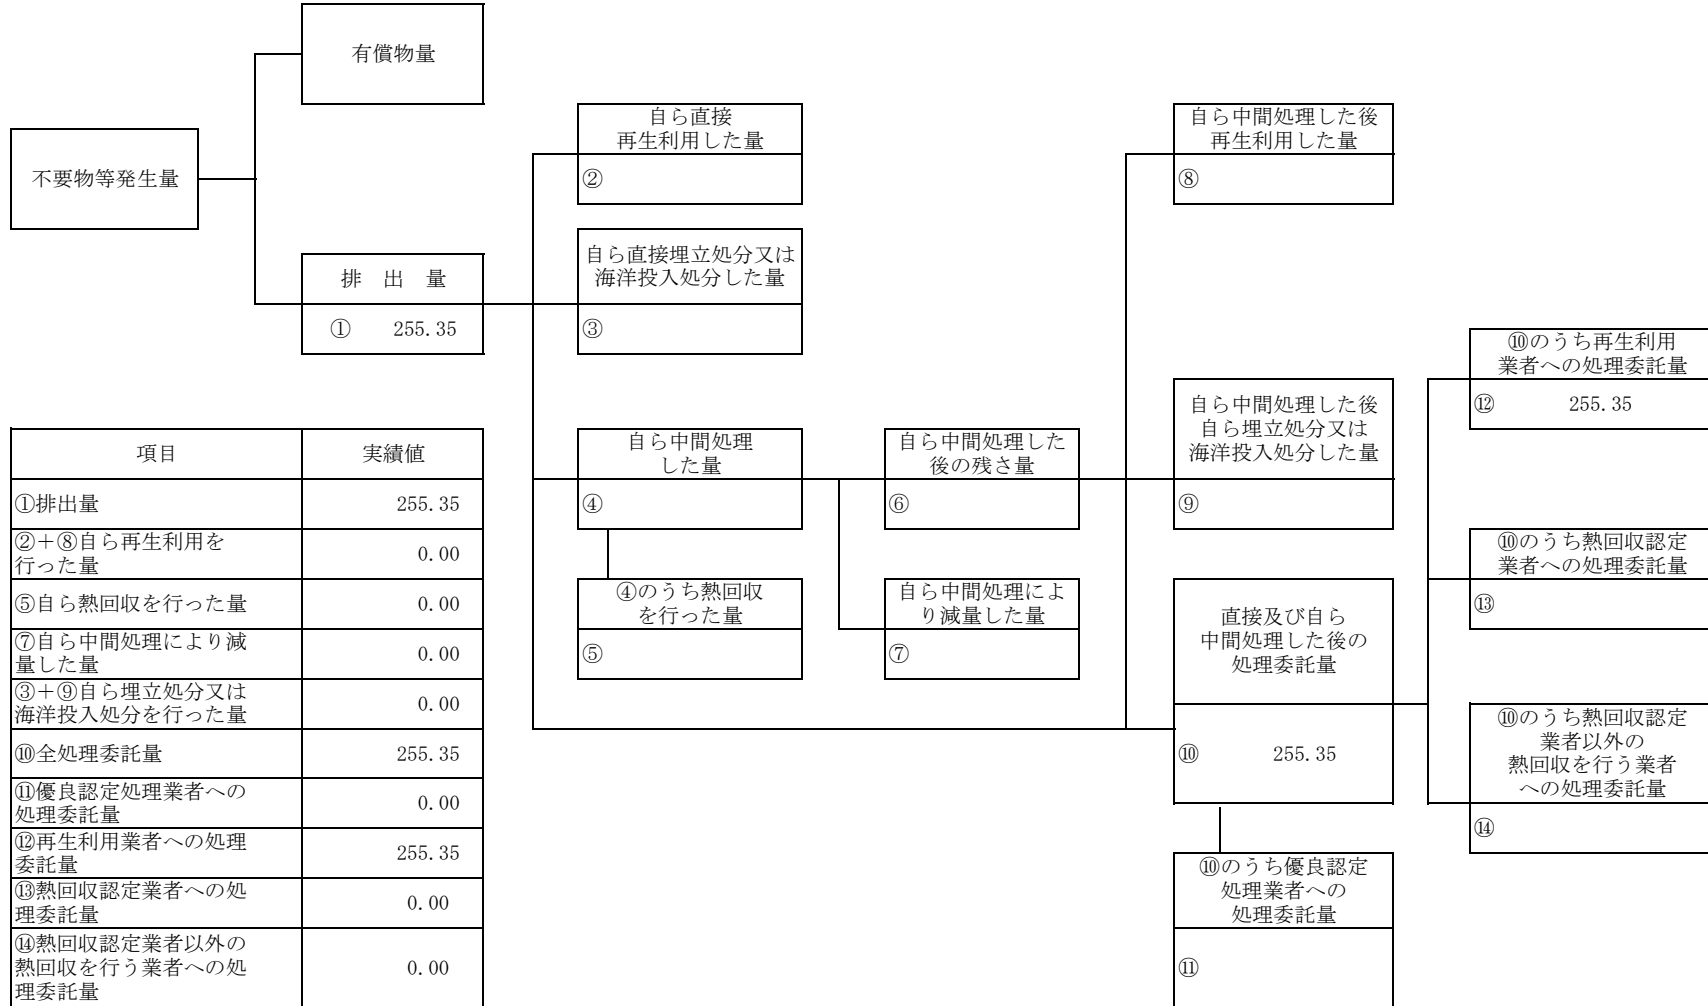 有償物量
不要物等発生量
排　出　量
①　255.35
自ら直接
再生利用した量
②
自ら直接埋立処分又は
海洋投入処分した量
③
自ら中間処理
した量
④
④のうち熱回収
を行った量
⑤
自ら中間処理した
後の残さ量
⑥
自ら中間処理によ
り減量した量
⑦
自ら中間処理した後
再生利用した量
⑧
自ら中間処理した後
自ら埋立処分又は
海洋投入処分した量
⑨
直接及び自ら
中間処理した後の
処理委託量
⑩　255.35
⑩のうち優良認定
処理業者への
処理委託量
⑪
⑩のうち再生利用
業者への処理委託量
⑫　255.35
⑩のうち熱回収認定
業者への処理委託量
⑬
⑩のうち熱回収認定
業者以外の
熱回収を行う業者
への処理委託量
⑭
項目　実績値
①排出量　255.35
②＋⑧自ら再生利用を
行った量　0.00
⑤自ら熱回収を行った量　0.00
⑦自ら中間処理により減
量した量　0.00
③＋⑨自ら埋立処分又は
海洋投入処分を行った量　0.00
⑩全処理委託量　255.35
⑪優良認定処理業者への
処理委託量　0.00
⑫再生利用業者への処理
委託量　255.35
⑬熱回収認定業者への処
理委託量　0.00
⑭熱回収認定業者以外の
熱回収を行う業者への処
理委託量　0.00